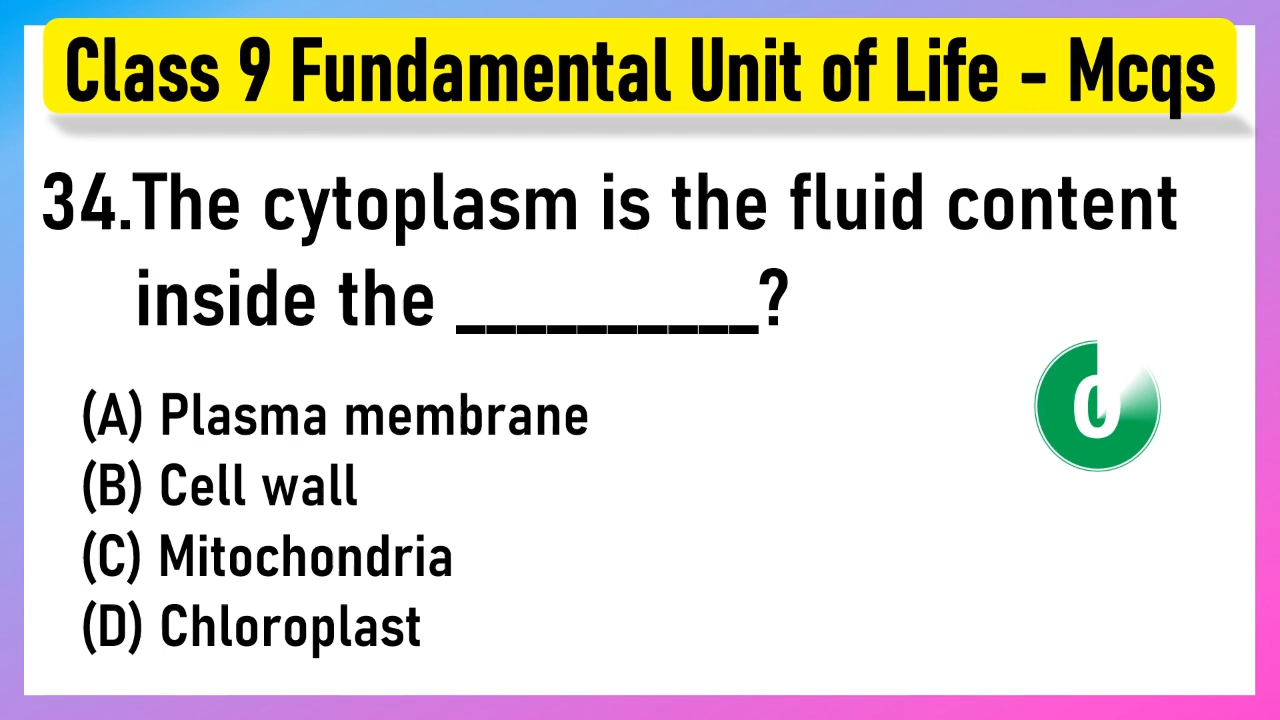 Class 9 Fundamental Unit of Life - Mcqs
34.The cytoplasm is the fluid content
inside the __________?
(A) Plasma membrane
0
(B) Cell wall
(C) Mitochondria
(D) Chloroplast